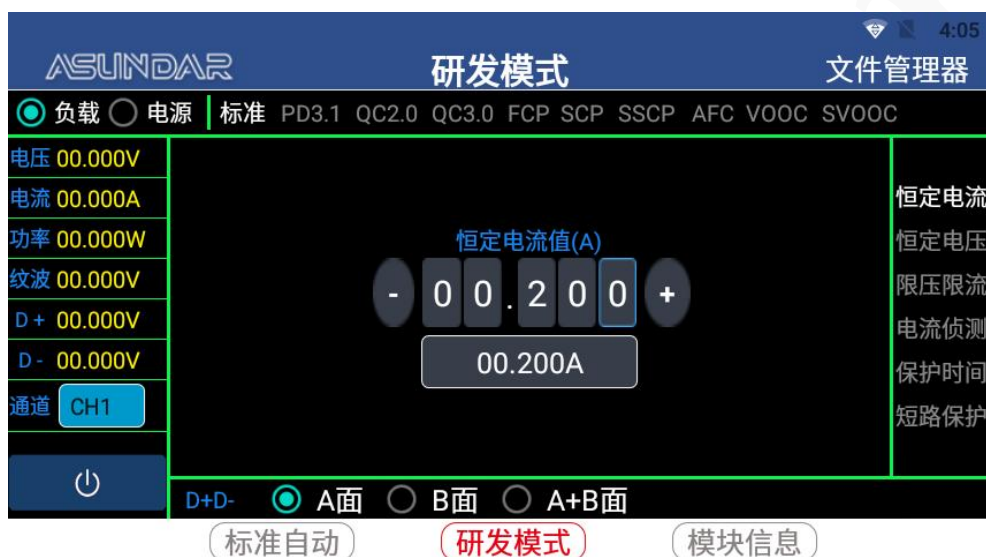 4:05
ASUNDAR 研发模式 文件管理器
负载 电源 标准 PD3.1 QC2.0 QC3.0 FCP SCP SSCP AFC VOOC SVOOC
电压 00.000V
电流 00.000A
功率 00.000W
纹波 00.000V
D+ 00.000V
D- 00.000V
通道 CH1
恒定电流值(A)
- 0 0 . 2 0 0 +
00.200A
恒定电流
恒定电压
限压限流
电流侦测
保护时间
短路保护
D+D- A面 B面 A+B面
标准自动 研发模式 模块信息